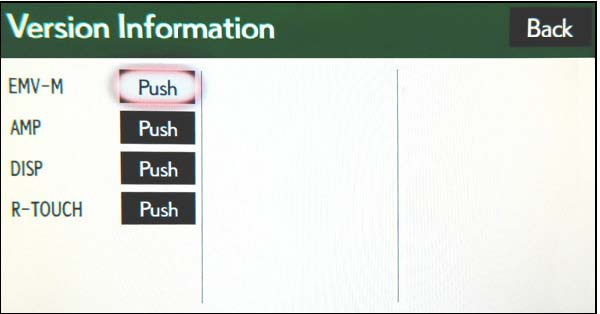 Version Information Back
EMV-M Push
AMP Push
DISP Push
R-TOUCH Push